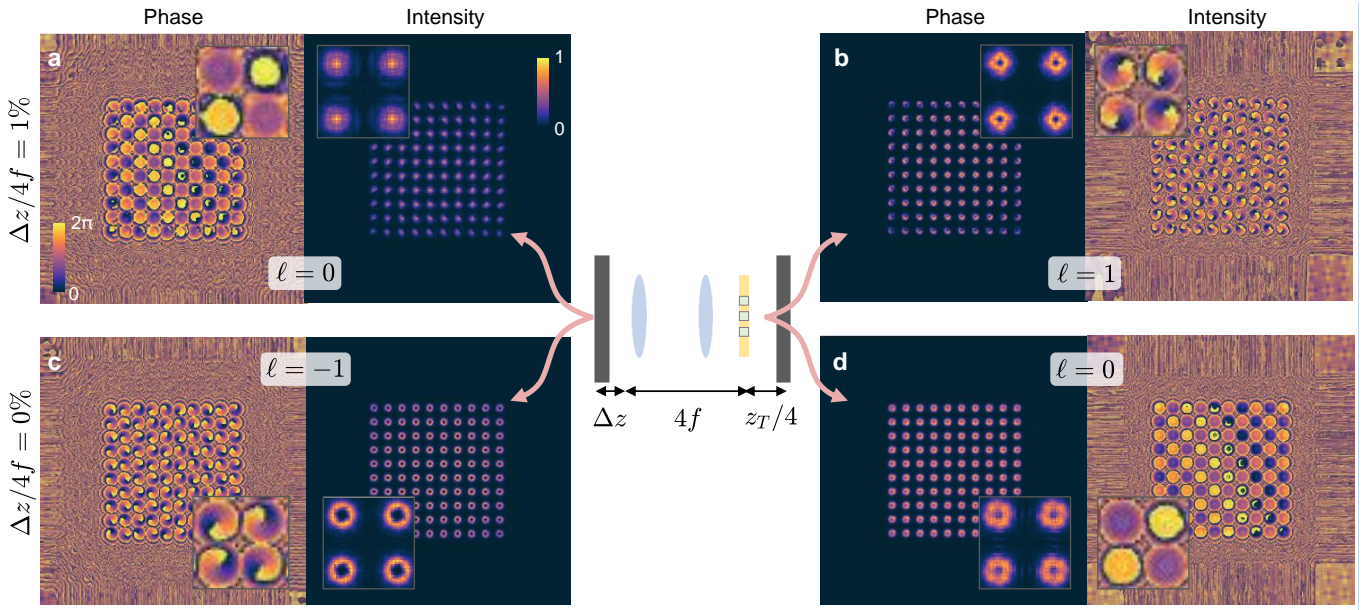 Phase Intensity Phase Intensity
Δz/4f = 1%
a
1
0
2π
0
ℓ = 0
b
ℓ = 1
Δz/4f = 0%
c
ℓ = −1
Δz 4f z_T/4
d
ℓ = 0